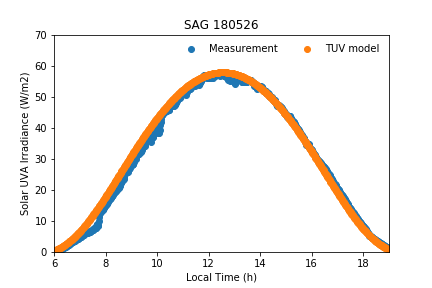 SAG 180526
Measurement TUV model
70
60
50
40
30
20
10
0
Solar UVA Irradiance (W/m2)
6 8 10 12 14 16 18
Local Time (h)